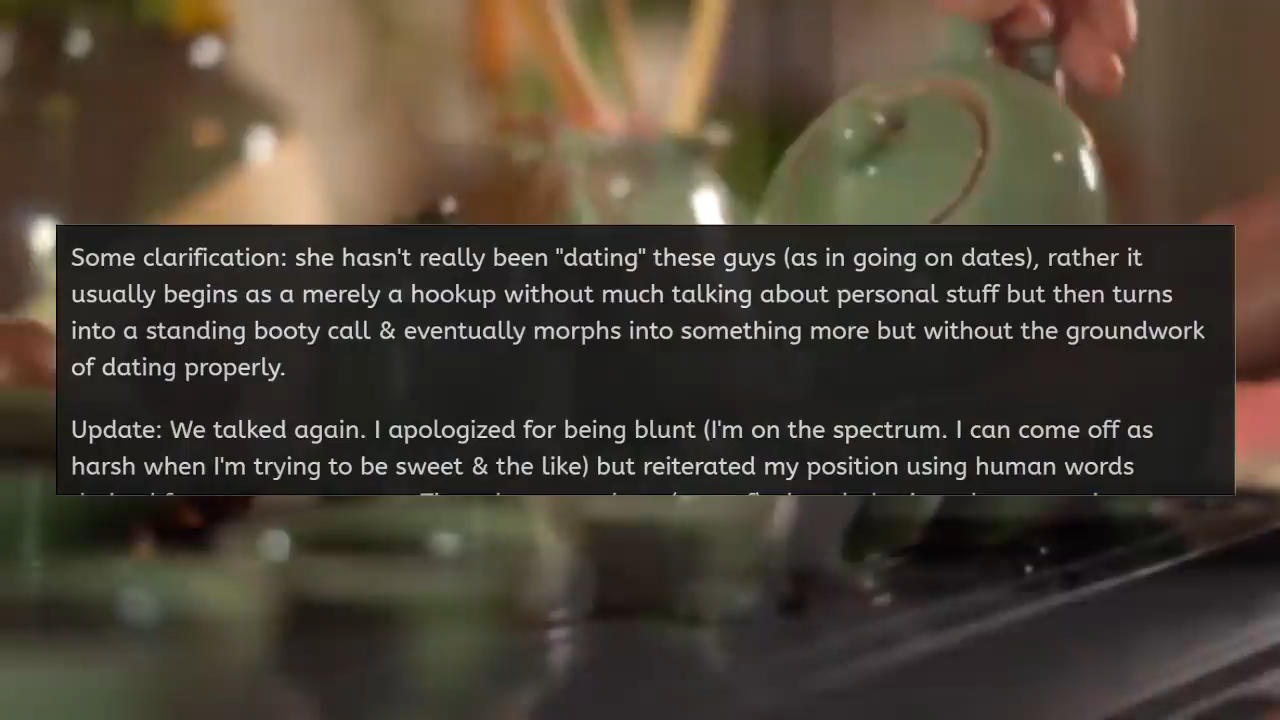 Some clarification: she hasn't really been "dating" these guys (as in going on dates), rather it
usually begins as a merely a hookup without much talking about personal stuff but then turns
into a standing booty call & eventually morphs into something more but without the groundwork
of dating properly.
Update: We talked again. I apologized for being blunt (I'm on the spectrum. I can come off as
harsh when I'm trying to be sweet & the like) but reiterated my position using human words